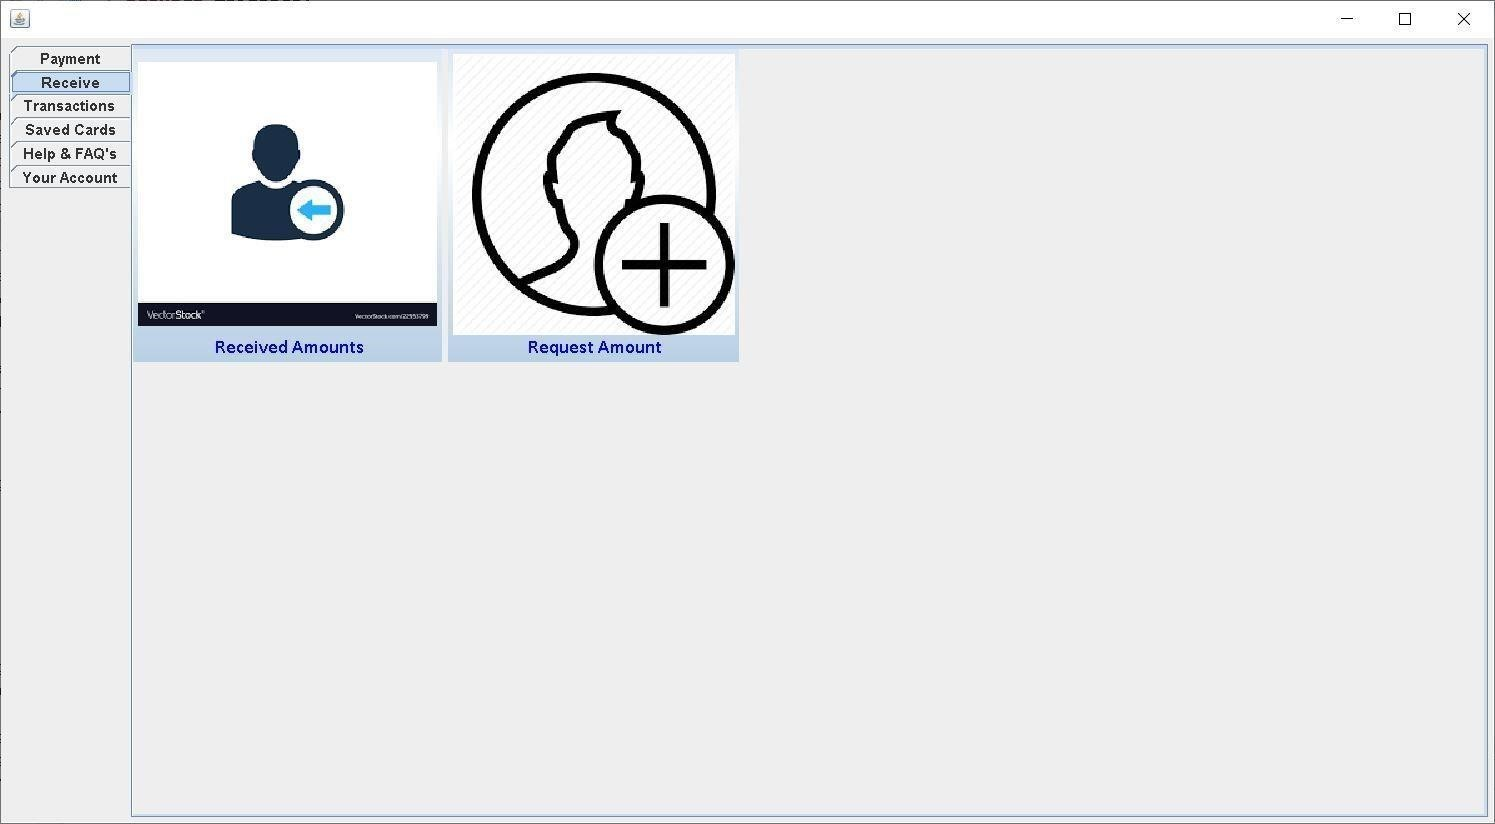 Payment
Receive
Transactions
Saved Cards
Help & FAQ's
Your Account
VectorStock®
Received Amounts
Request Amount